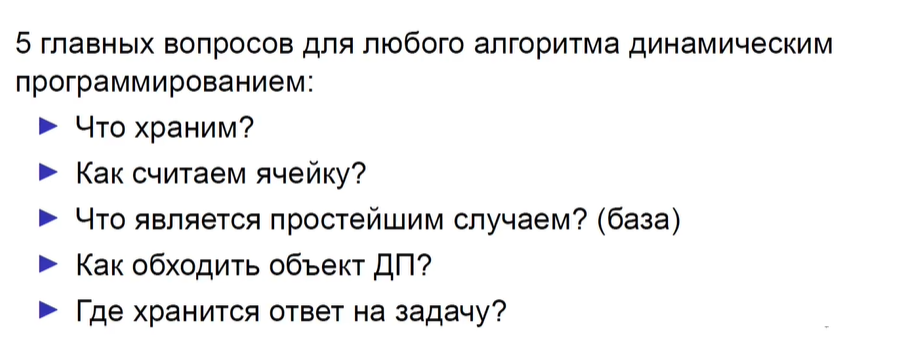 5 главных вопросов для любого алгоритма динамическим
программированием:
Что храним?
Как считаем ячейку?
Что является простейшим случаем? (база)
Как обходить объект ДП?
Где хранится ответ на задачу?